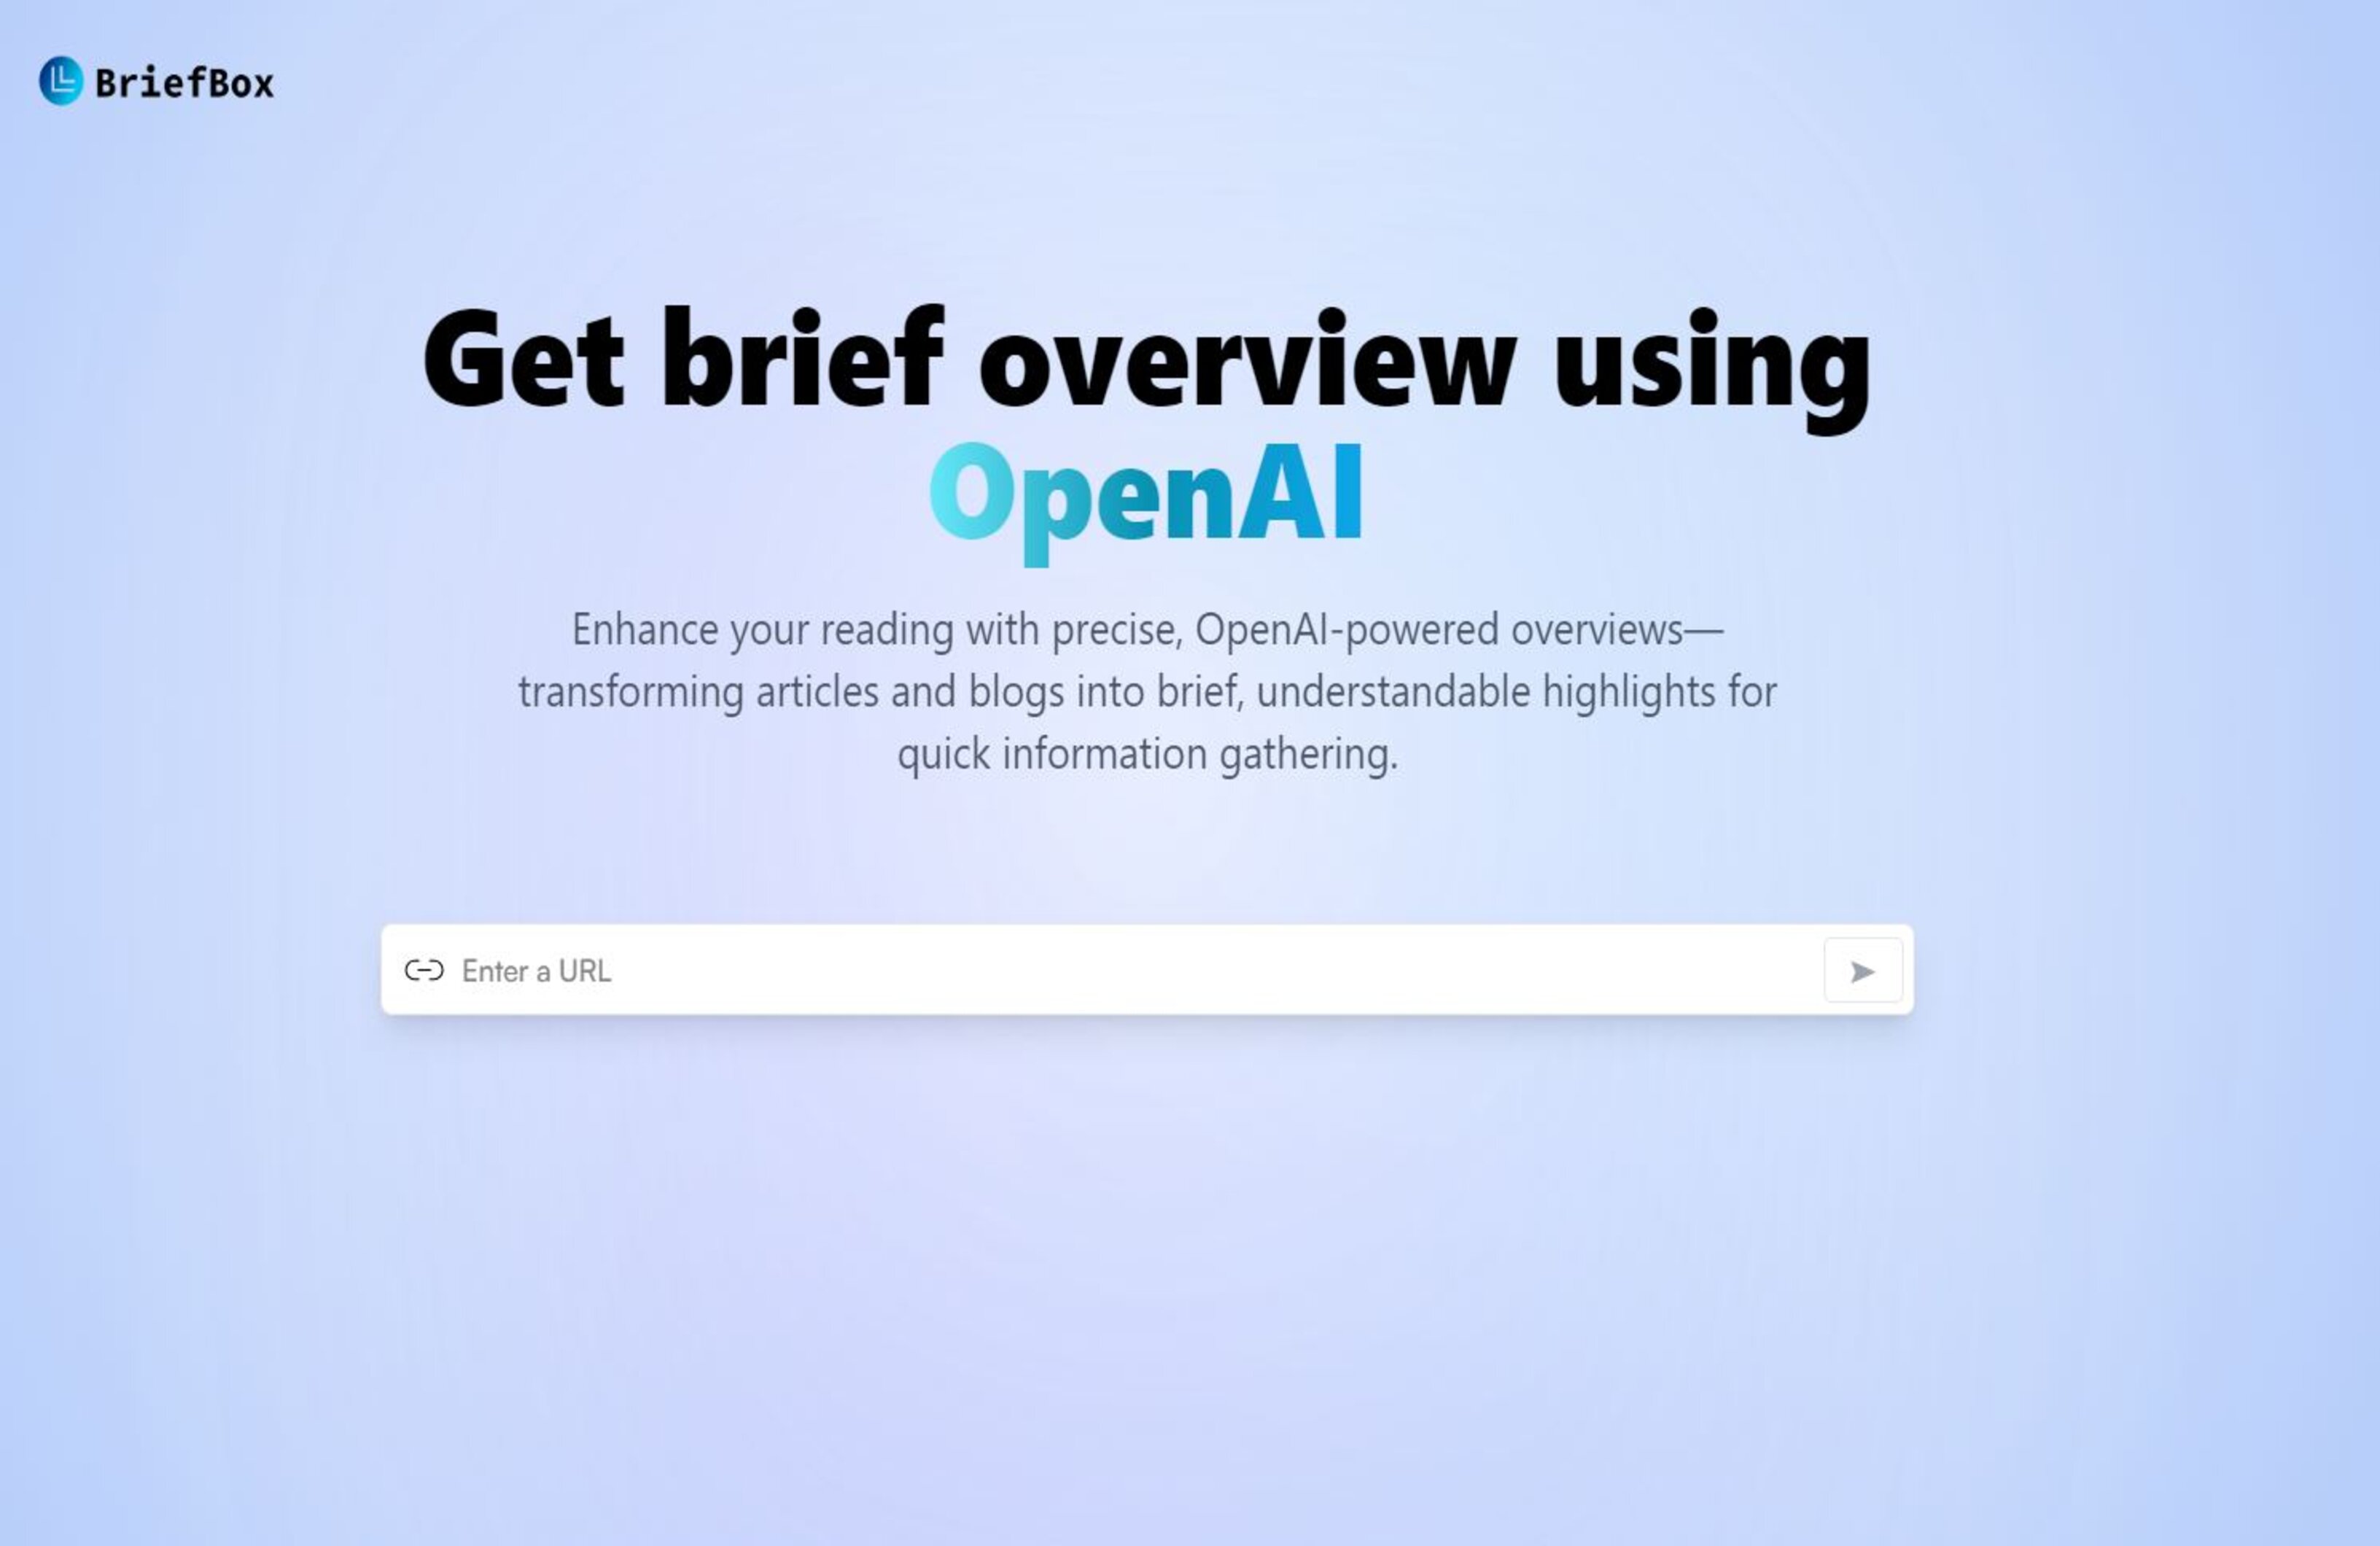 BriefBox
Get brief overview using
OpenAI
Enhance your reading with precise, OpenAI-powered overviews—
transforming articles and blogs into brief, understandable highlights for
quick information gathering.
Enter a URL